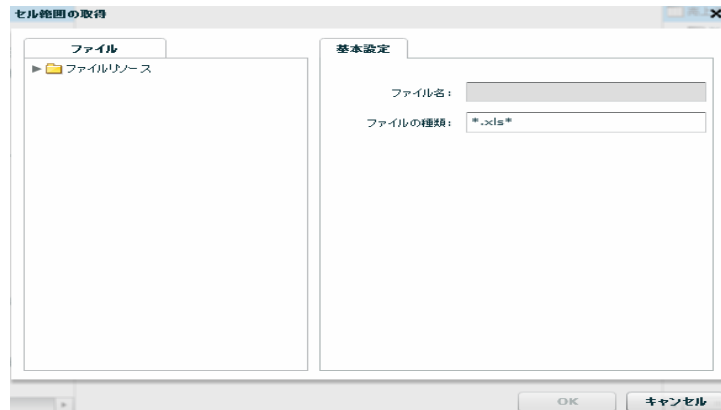 セル範囲の取得
ファイル
ファイルリソース
基本設定
ファイル名：
ファイルの種類： *.xls*
OK
キャンセル